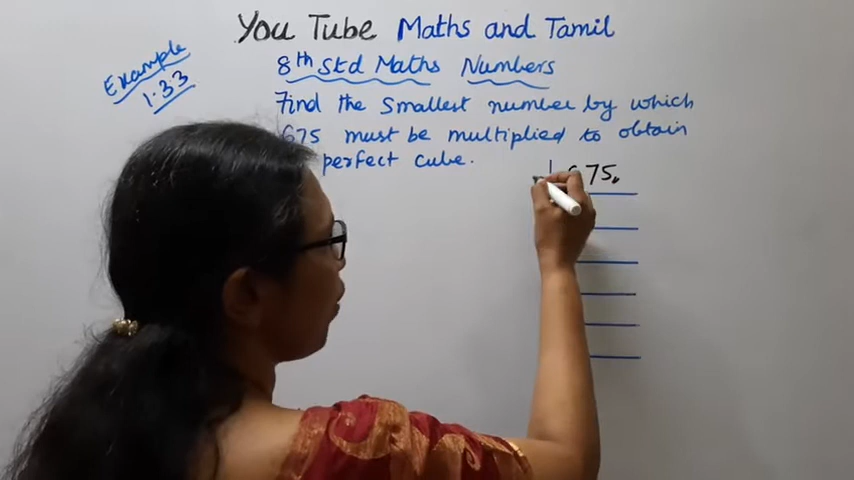 You Tube Maths and Tamil
Example
1.33
8th Std Maths Numbers
Find the Smallest number by which
675 must be multiplied to obtain
perfect cube.
675